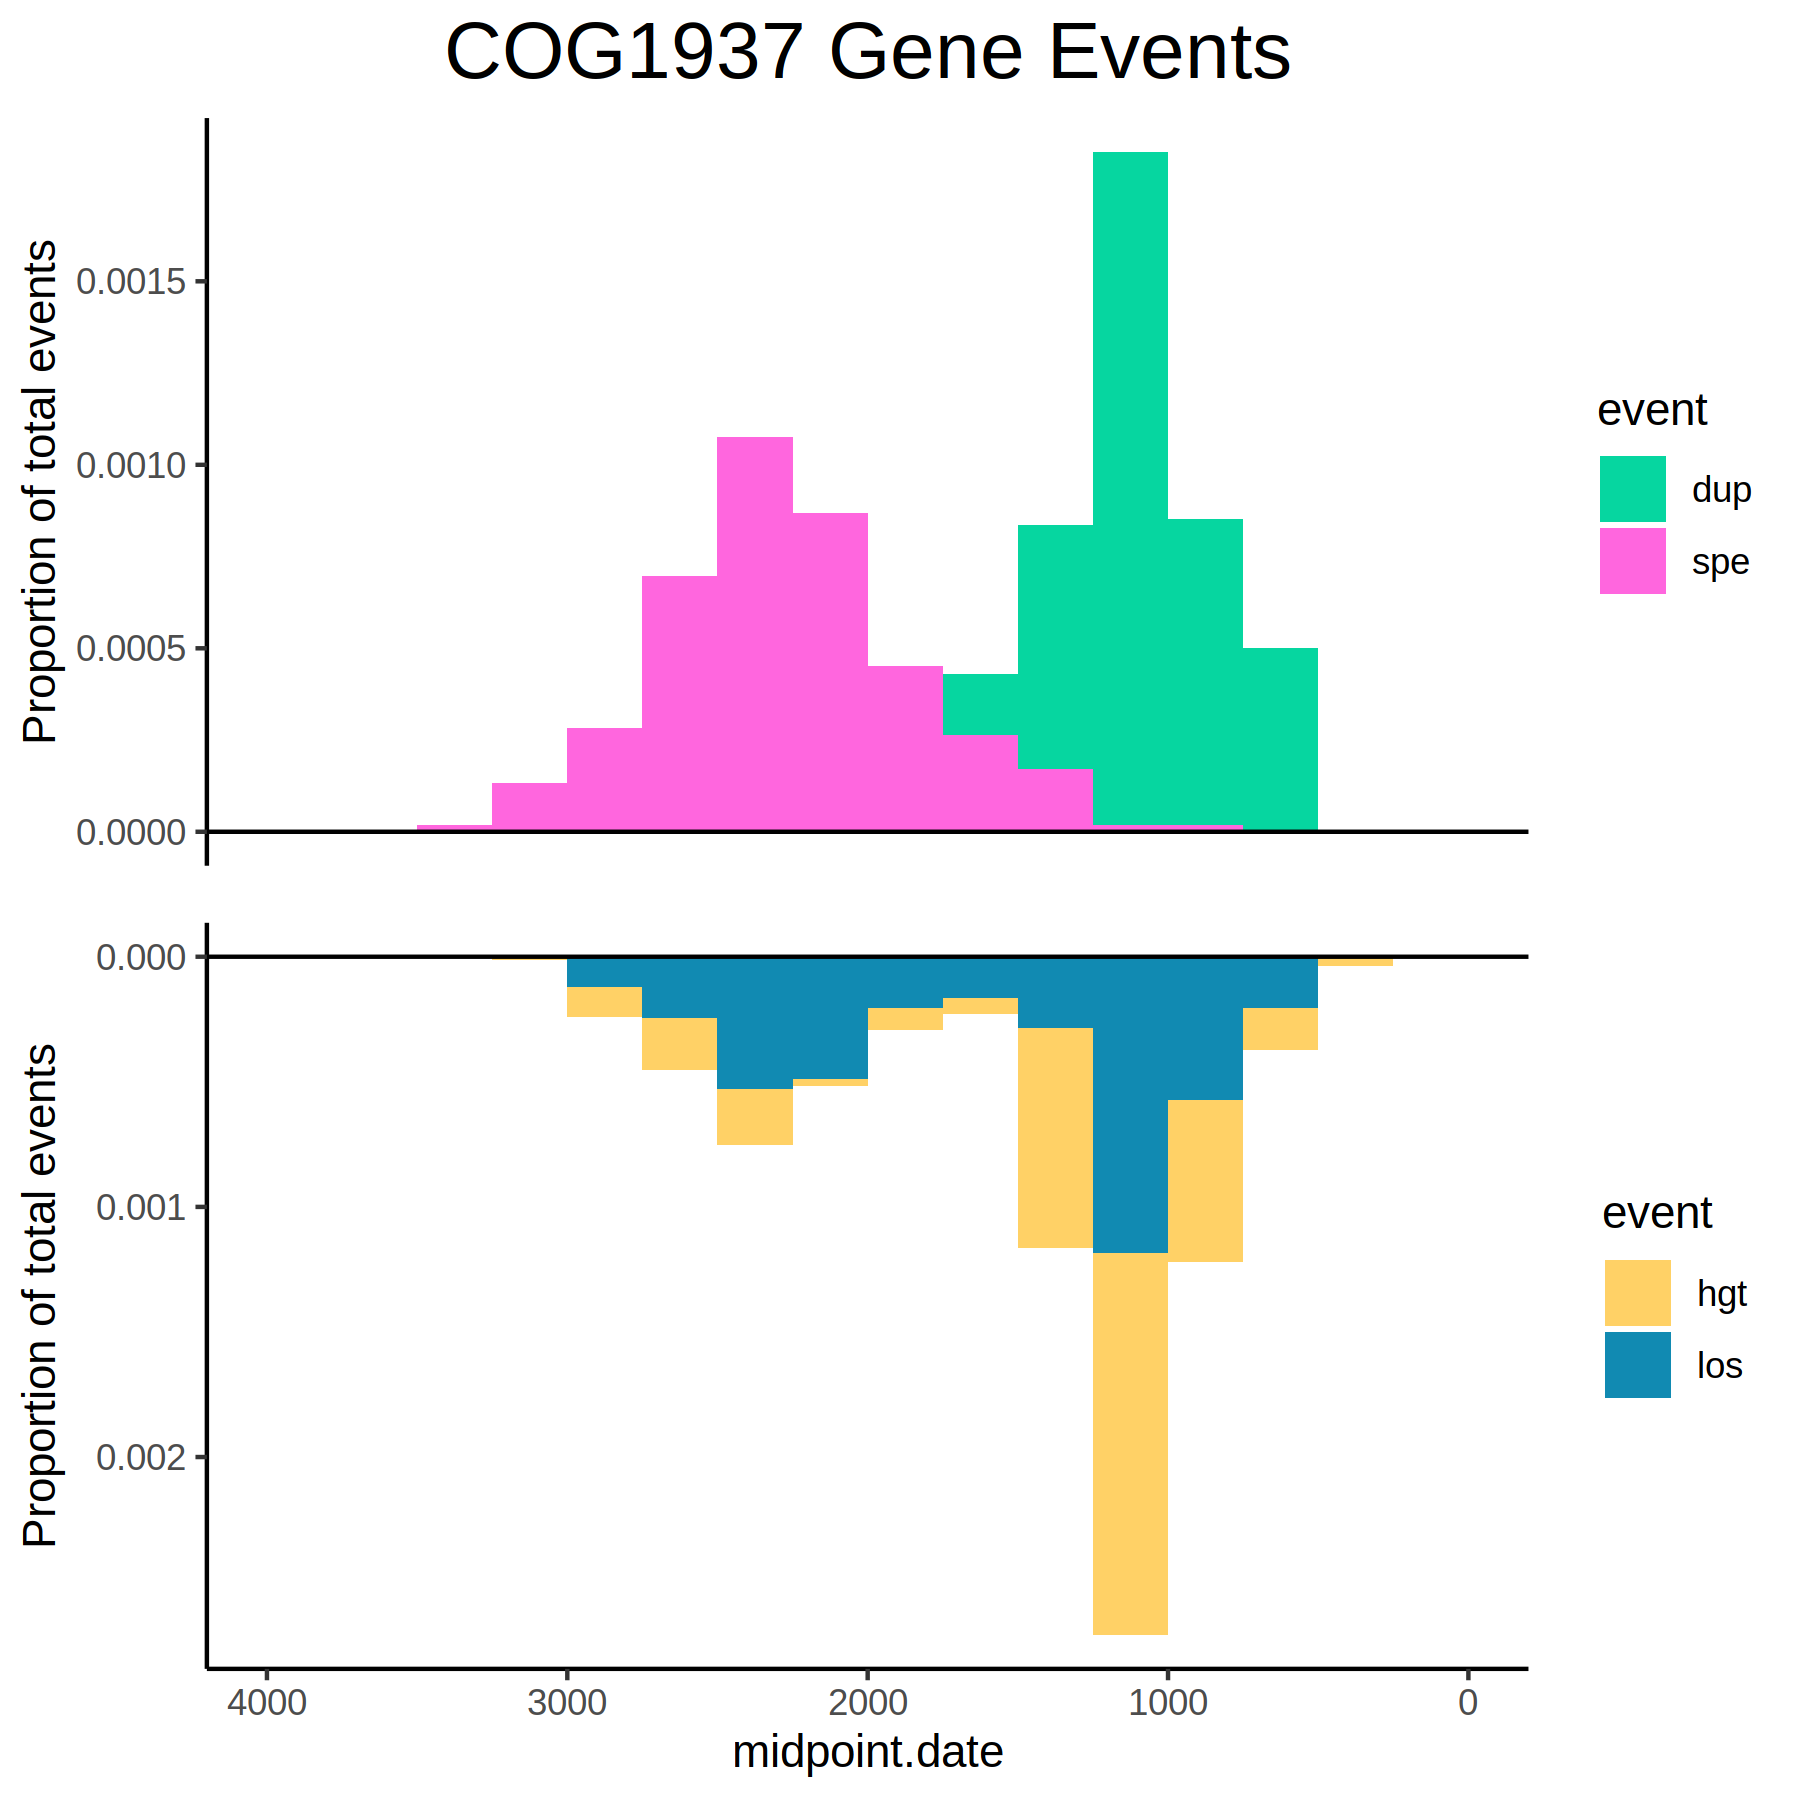 COG1937 Gene Events
Proportion of total events
0.0015
0.0010
0.0005
0.0000
event
dup
spe
Proportion of total events
0.000
0.001
0.002
event
hgt
los
4000 3000 2000 1000 0
midpoint.date